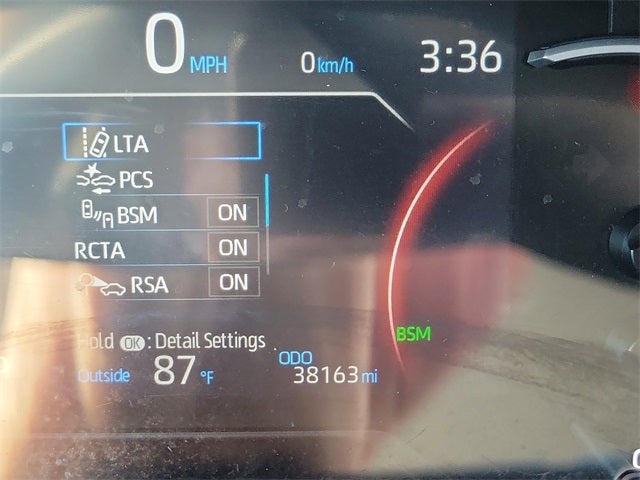 0 MPH 0 km/h 3:36
LTA
PCS
BSM ON
RCTA ON
RSA ON
Hold OK : Detail Settings
BSM
Outside 87 °F ODO 38163 mi